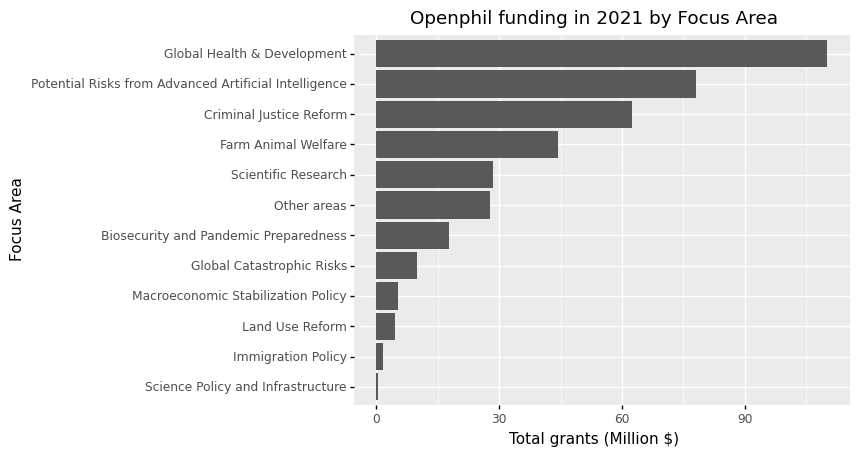 Openphil funding in 2021 by Focus Area
Focus Area
Global Health & Development
Potential Risks from Advanced Artificial Intelligence
Criminal Justice Reform
Farm Animal Welfare
Scientific Research
Other areas
Biosecurity and Pandemic Preparedness
Global Catastrophic Risks
Macroeconomic Stabilization Policy
Land Use Reform
Immigration Policy
Science Policy and Infrastructure
0 30 60 90
Total grants (Million $)